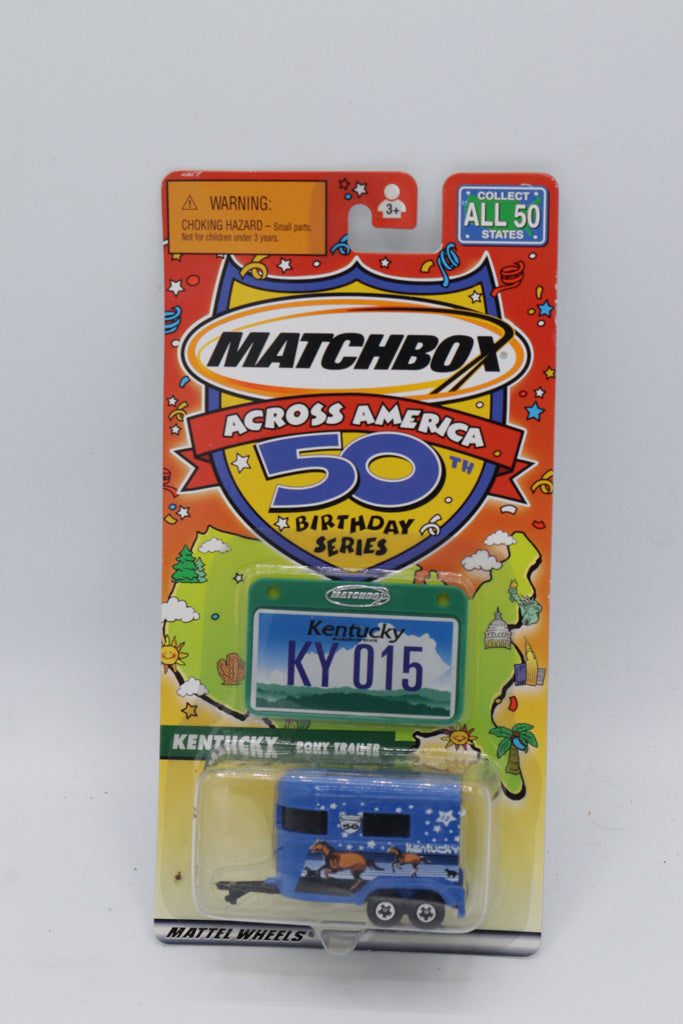 WARNING:
CHOKING HAZARD – Small parts.
Not for children under 3 years.
3+
COLLECT
ALL 50
STATES
MATCHBOX®
ACROSS AMERICA
50TH
BIRTHDAY
SERIES
MATCHBOX
Kentucky
KY 015
KENTUCKY PONY TRAILER
50
Kentucky
MATTEL WHEELS®